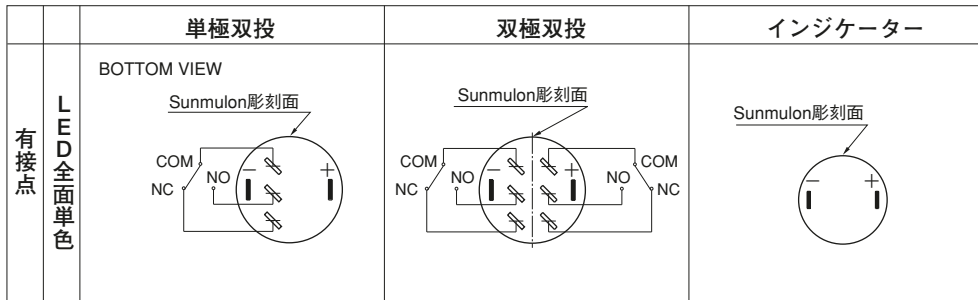 単極双投
双極双投
インジケーター
有接点
LED全面単色
BOTTOM VIEW
Sunmulon彫刻面
COM
NO
NC
−
+
Sunmulon彫刻面
COM
NO
NC
−
+
COM
NO
NC
Sunmulon彫刻面
−
+